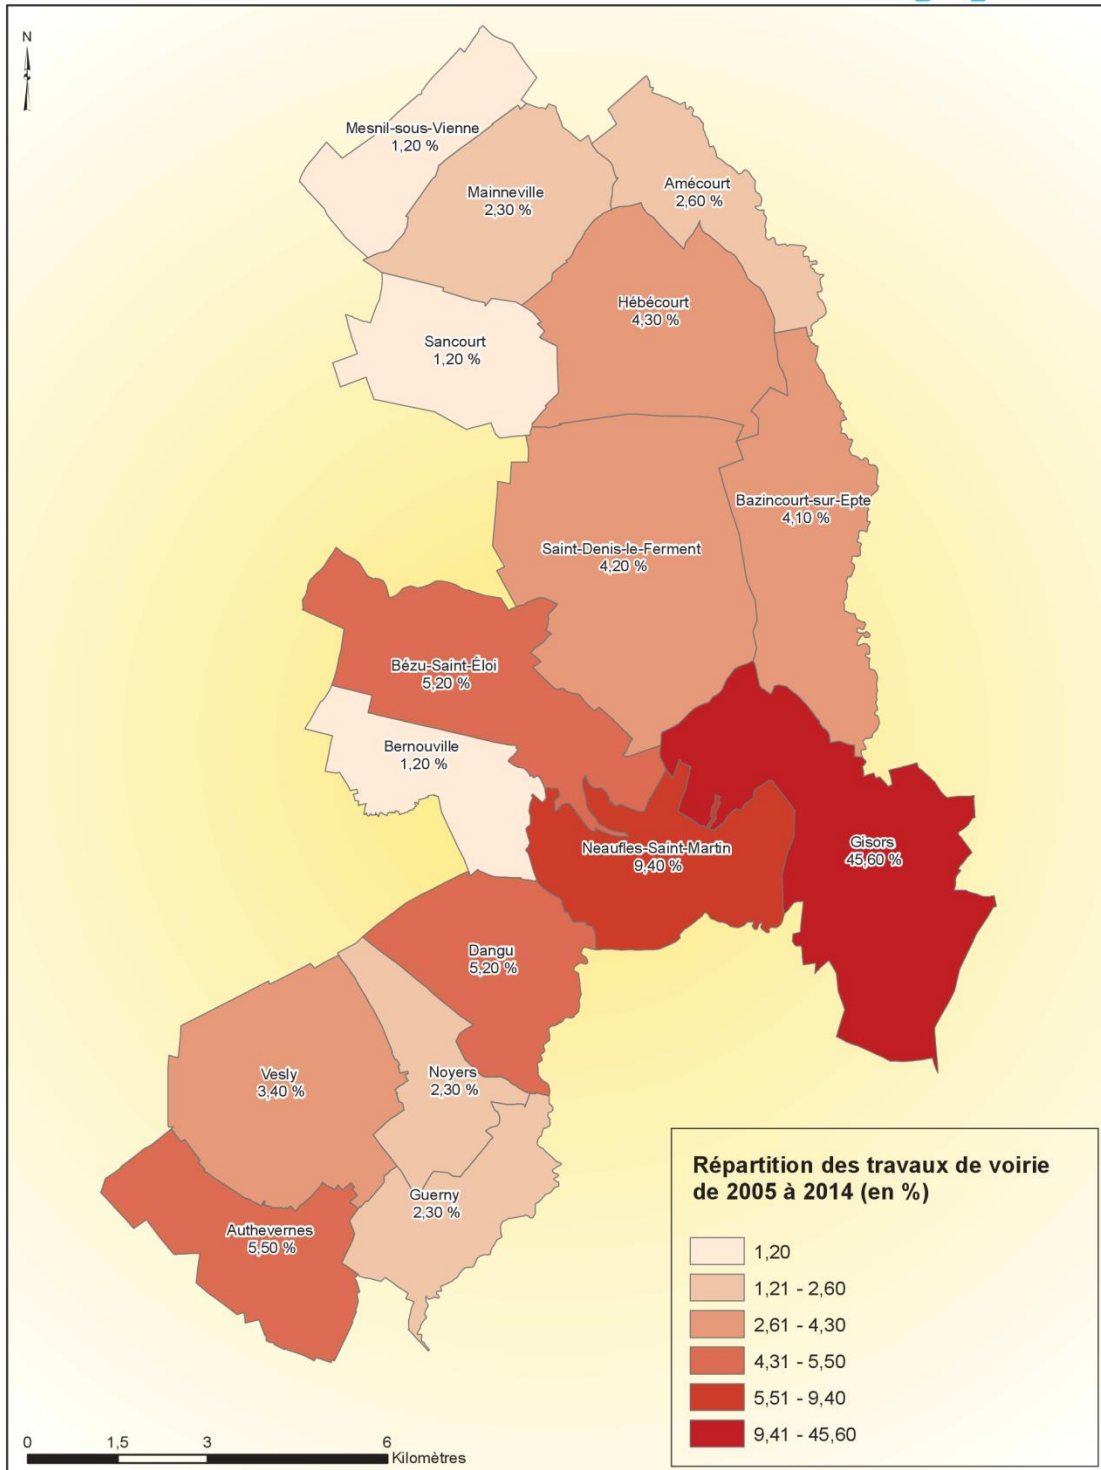 N
Mesnil-sous-Vienne
1,20 %
Mainneville
2,30 %
Amécourt
2,60 %
Hébécourt
4,30 %
Sancourt
1,20 %
Bazincourt-sur-Epte
4,10 %
Saint-Denis-le-Ferment
4,20 %
Bézu-Saint-Éloi
5,20 %
Bernouville
1,20 %
Neaufles-Saint-Martin
9,40 %
Gisors
45,60 %
Dangu
5,20 %
Vesly
3,40 %
Noyers
2,30 %
Guerny
2,30 %
Authevernes
5,50 %
Répartition des travaux de voirie
de 2005 à 2014 (en %)
1,20
1,21 - 2,60
2,61 - 4,30
4,31 - 5,50
5,51 - 9,40
9,41 - 45,60
0 1,5 3 6
Kilomètres